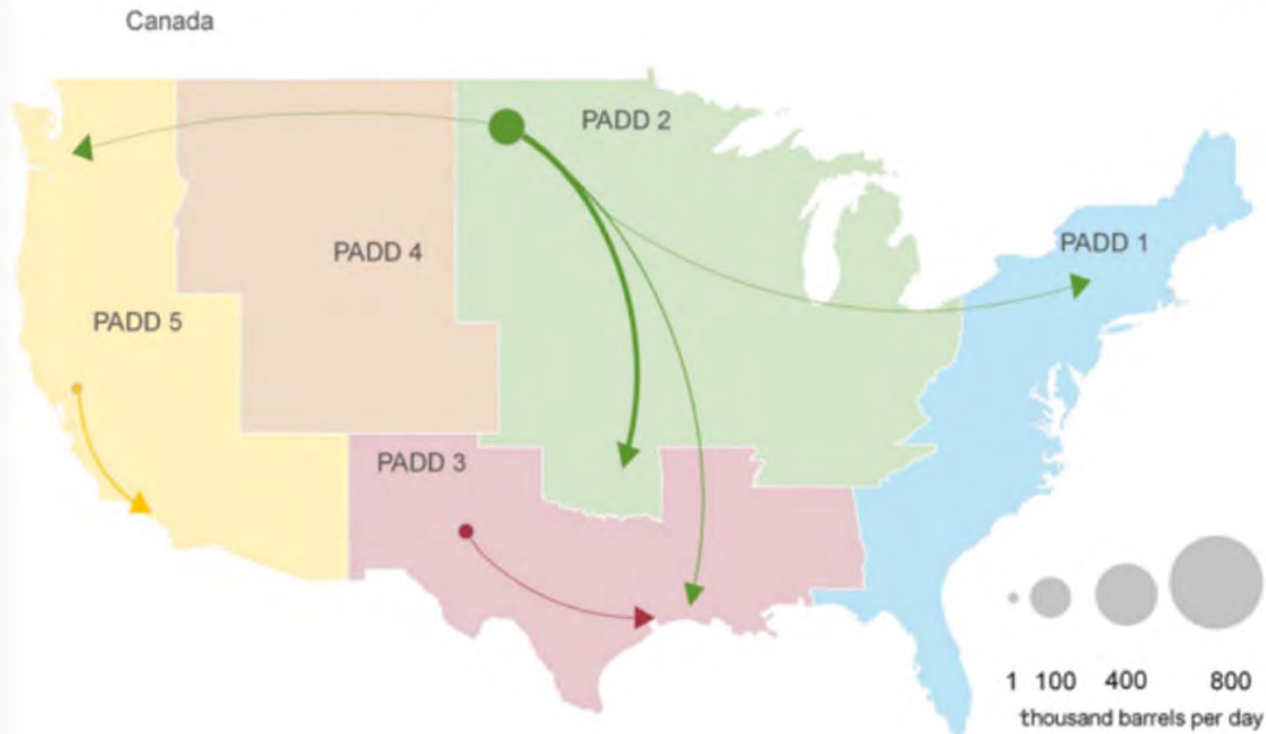 Canada
PADD 2
PADD 1
PADD 4
PADD 5
PADD 3
1 100 400 800
thousand barrels per day